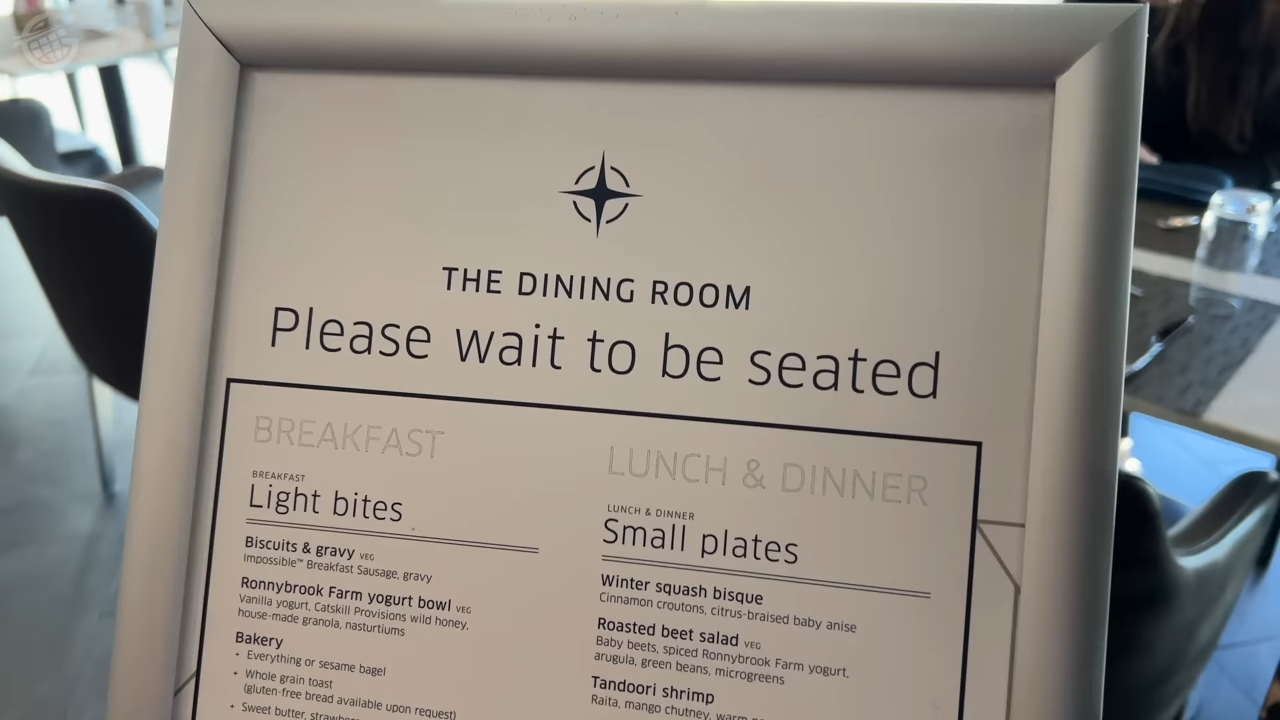 THE DINING ROOM
Please wait to be seated
BREAKFAST
BREAKFAST
Light bites
Biscuits & gravy VEG
Impossible™ Breakfast Sausage, gravy
Ronnybrook Farm yogurt bowl VEG
Vanilla yogurt, Catskill Provisions wild honey,
house-made granola, nasturtiums
Bakery
+ Everything or sesame bagel
+ Whole grain toast
(gluten-free bread available upon request)
+ Sweet butter,
LUNCH & DINNER
LUNCH & DINNER
Small plates
Winter squash bisque
Cinnamon croutons, citrus-braised baby anise
Roasted beet salad VEG
Baby beets, spiced Ronnybrook Farm yogurt,
arugula, green beans, microgreens
Tandoori shrimp
Raita, mango chutney, warm